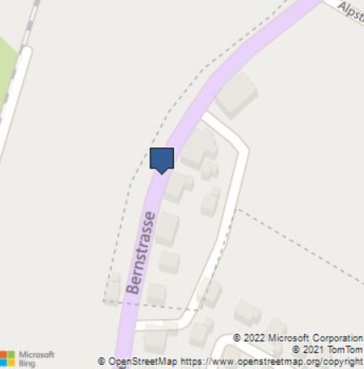 Alpst
Bernstrasse
Microsoft
Bing
© 2022 Microsoft Corporation
© 2021 TomTom
© OpenStreetMap https://www.openstreetmap.org/copyright